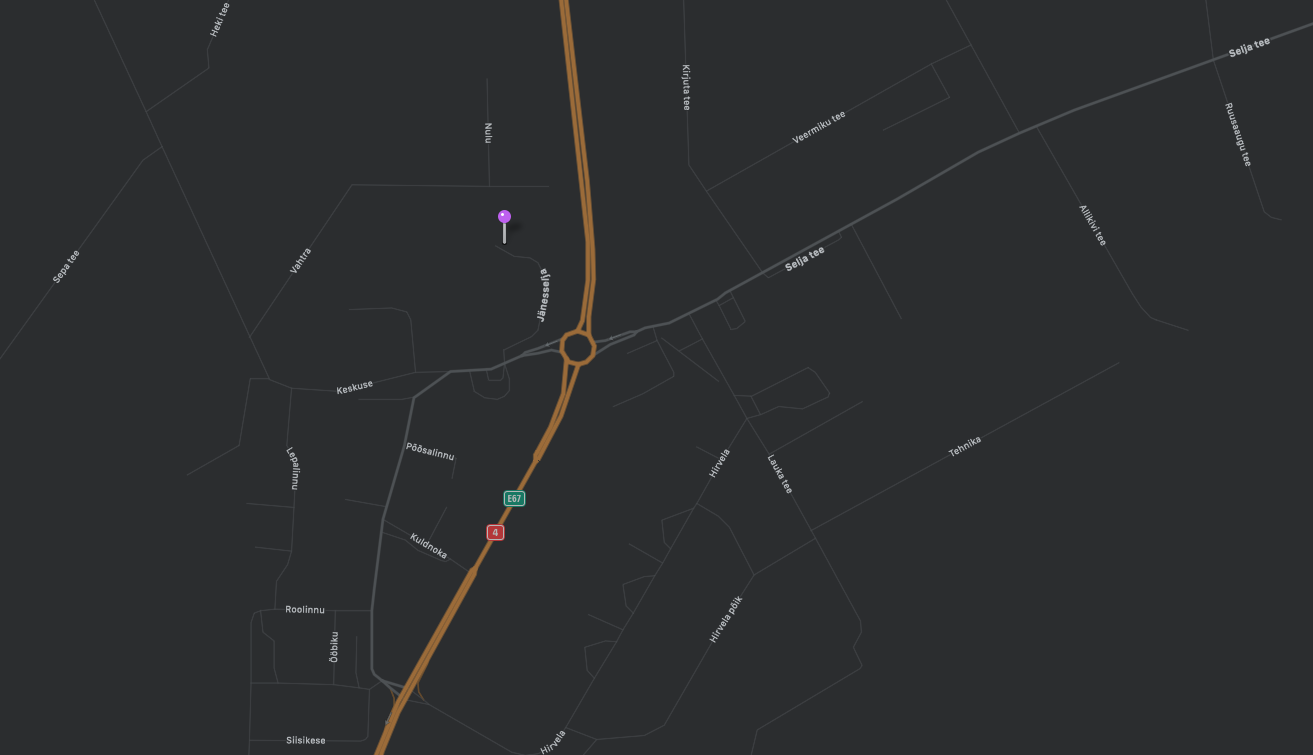 Heki tee
Selja tee
Kirjuta tee
Nulu
Veermiku tee
Ruusaaugu tee
Allikivi tee
Sepa tee
Vahtra
Selja tee
Jänesselja
Keskuse
Põõsalinnu
Lepalinnu
Hirvela
Lauka tee
Tehnika
E67
4
Kuldnoka
Roolinnu
Ööbiku
Hirvela põik
Siisikese
Hirvela